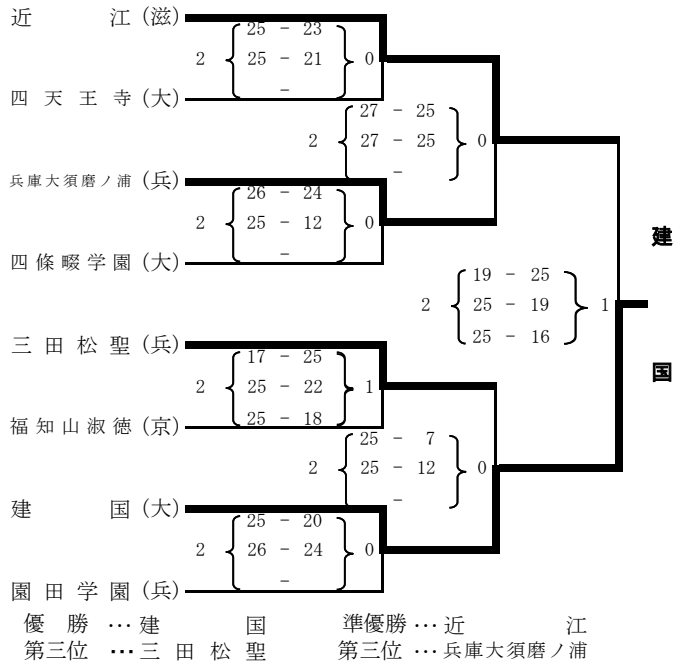 近江(滋)
25 - 23
2 25 - 21 0
-
四天王寺(大)
27 - 25
2 27 - 25 0
-
兵庫大須磨ノ浦(兵)
26 - 24
2 25 - 12 0
-
四條畷学園(大)
建国
19 - 25
2 25 - 19 1
25 - 16
三田松聖(兵)
17 - 25
2 25 - 22 1
25 - 18
福知山淑徳(京)
25 - 7
2 25 - 12 0
-
建国(大)
25 - 20
2 26 - 24 0
-
園田学園(兵)
優勝…建国 準優勝…近江
第三位…三田松聖 第三位…兵庫大須磨ノ浦